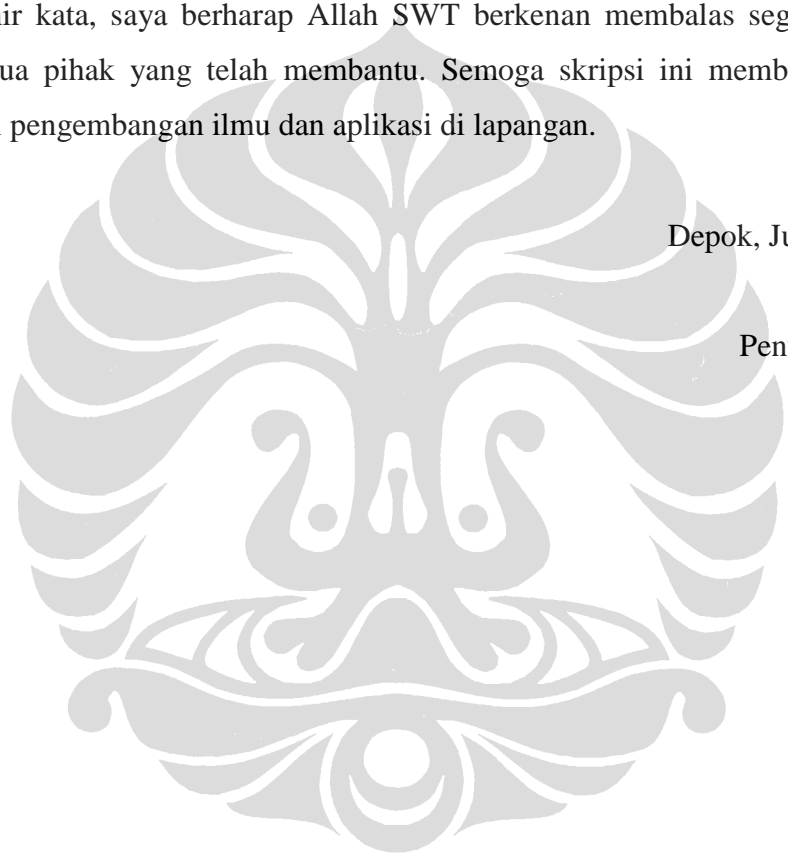 ir kata, saya berharap Allah SWT berkenan membalas seg
ua pihak yang telah membantu. Semoga skripsi ini memb
pengembangan ilmu dan aplikasi di lapangan.
Depok, Ju
Pen